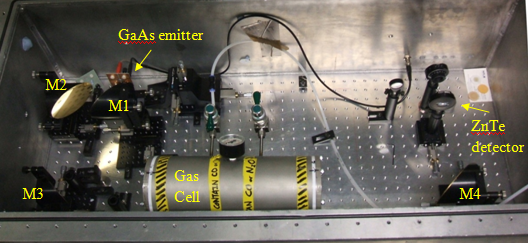 GaAs emitter
M2
M1
ZnTe
detector
M3
Gas
Cell
M4